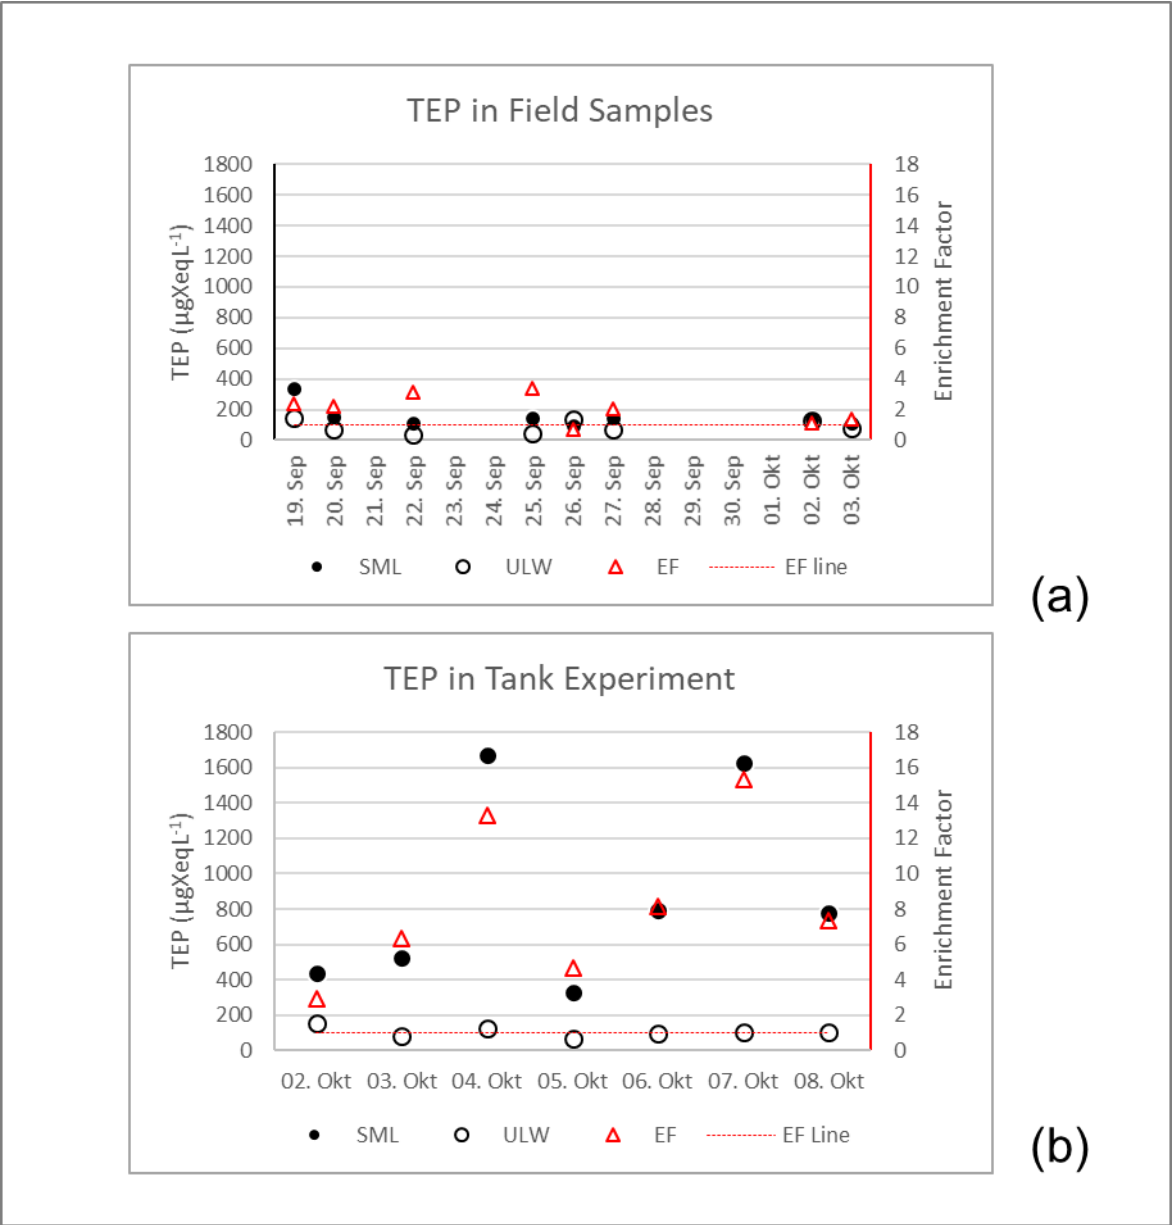 TEP in Field Samples
1800 18
1600 16
1400 14
1200 12
1000 10
800 8
600 6
400 4
200 2
0 0
TEP (µgXeqL-1)
Enrichment Factor
19. Sep 20. Sep 21. Sep 22. Sep 23. Sep 24. Sep 25. Sep 26. Sep 27. Sep 28. Sep 29. Sep 30. Sep 01. Okt 02. Okt 03. Okt
SML ULW EF EF line
(a)
TEP in Tank Experiment
1800 18
1600 16
1400 14
1200 12
1000 10
800 8
600 6
400 4
200 2
0 0
TEP (µgXeqL-1)
Enrichment Factor
02. Okt 03. Okt 04. Okt 05. Okt 06. Okt 07. Okt 08. Okt
SML ULW EF EF Line
(b)